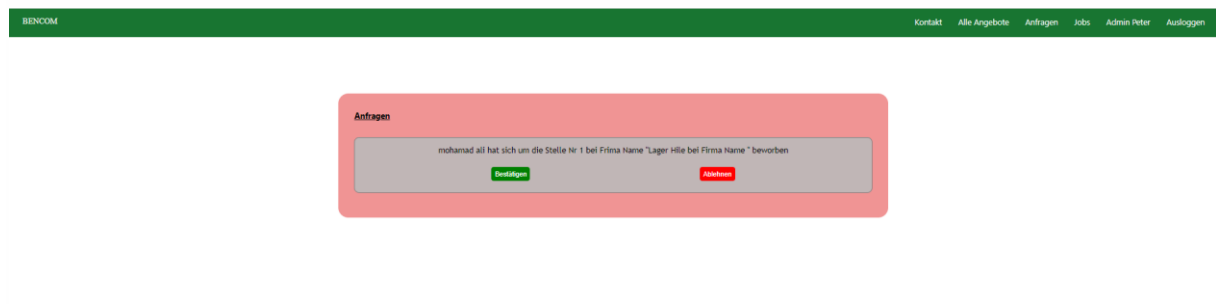 BENCOM
Kontakt Alle Angebote Anfragen Jobs Admin Peter Ausloggen
Anfragen
mohamad ali hat sich um die Stelle Nr 1 bei Frima Name "Lager Hile bei Firma Name " beworben
Bestätigen Ablehnen